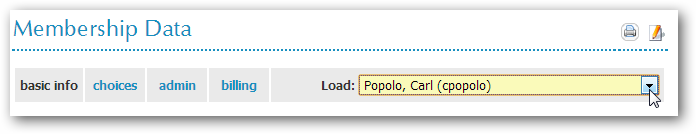 Membership Data
basic info choices admin billing Load: Popolo, Carl (cpopolo)